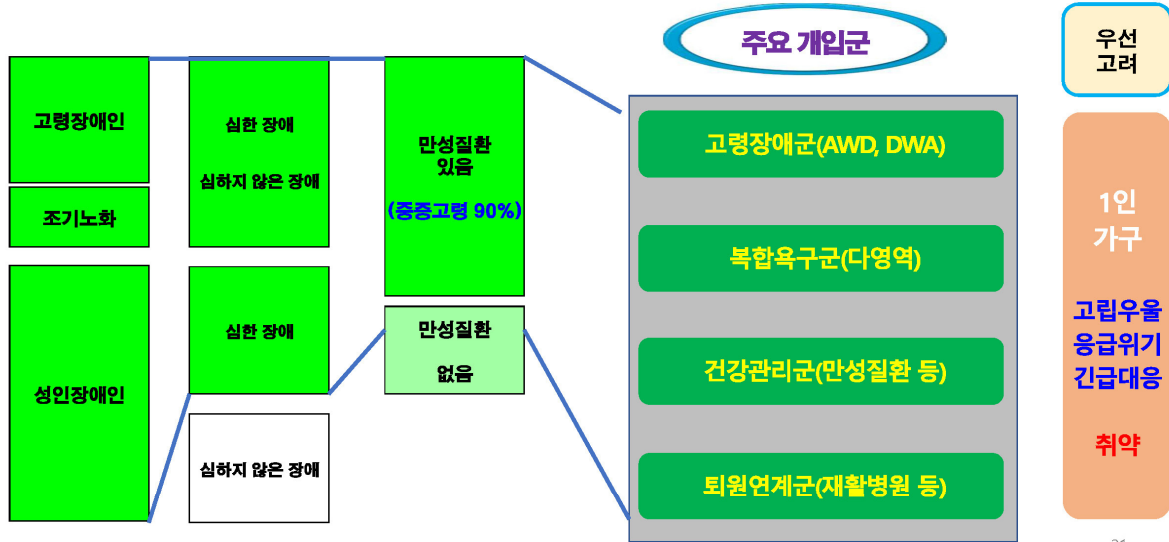 고령장애인
조기노화
성인장애인
심한 장애
심하지 않은 장애
심한 장애
심하지 않은 장애
만성질환
있음
(중증고령 90%)
만성질환
없음
주요 개입군
고령장애군(AWD, DWA)
복합욕구군(다영역)
건강관리군(만성질환 등)
퇴원연계군(재활병원 등)
우선
고려
1인
가구
고립우울
응급위기
긴급대응
취약